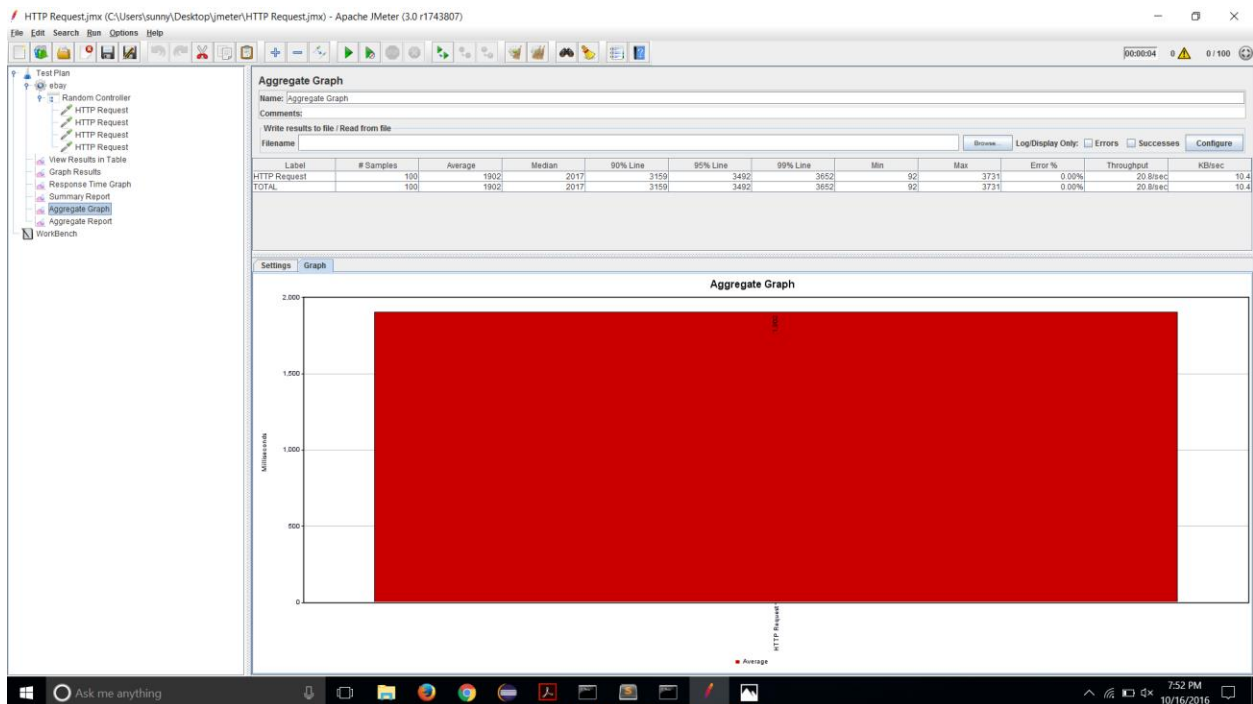 HTTP Request.jmx (C:\Users\sunny\Desktop\jmeter\HTTP Request.jmx) - Apache JMeter (3.0 r1743807)
File Edit Search Run Options Help
00:00:04 0 0 / 100
Test Plan
ebay
Random Controller
HTTP Request
HTTP Request
HTTP Request
HTTP Request
View Results in Table
Graph Results
Response Time Graph
Summary Report
Aggregate Graph
Aggregate Report
WorkBench
Aggregate Graph
Name: Aggregate Graph
Comments:
Write results to file / Read from file
Filename Browse... Log/Display Only: Errors Successes Configure
Label # Samples Average Median 90% Line 95% Line 99% Line Min Max Error % Throughput KB/sec
HTTP Request 100 1902 2017 3159 3492 3652 92 3731 0.00% 20.8/sec 10.4
TOTAL 100 1902 2017 3159 3492 3652 92 3731 0.00% 20.8/sec 10.4
Settings Graph
Aggregate Graph
2,000
1,500
1,000
500
0
Milliseconds
1,902
HTTP Request
Average
Ask me anything
7:52 PM
10/16/2016